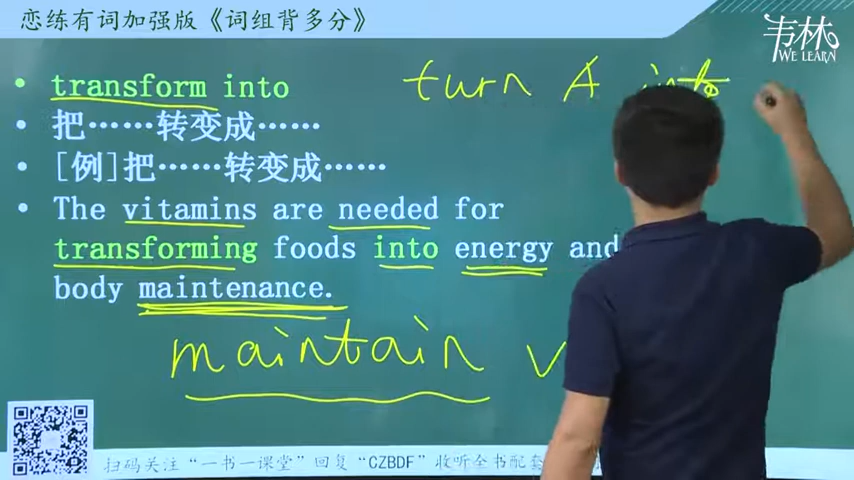 恋练有词加强版《词组背多分》
韦林
WE LEARN
• transform into
turn A into
• 把……转变成……
• [例]把……转变成……
• The vitamins are needed for
transforming foods into energy and
body maintenance.
maintain v
扫码关注“一书一课堂”回复“CZBDF”收听全书配套